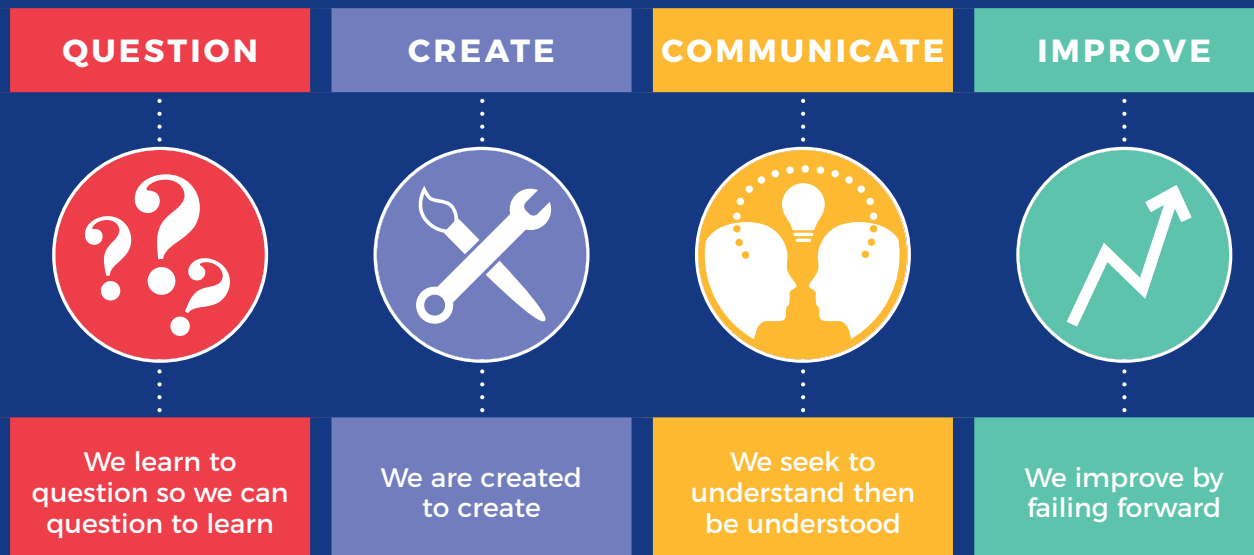 QUESTION
CREATE
COMMUNICATE
IMPROVE
We learn to
question so we can
question to learn
We are created
to create
We seek to
understand then
be understood
We improve by
failing forward